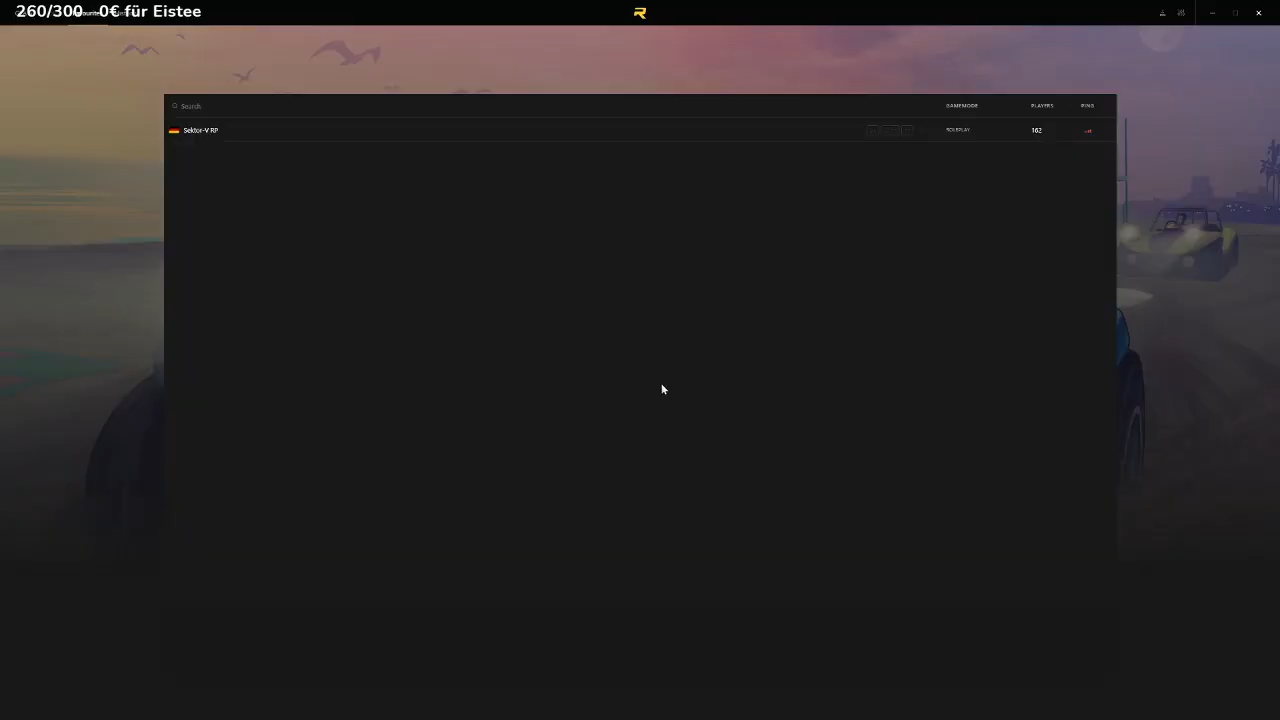 260/300 - 0€ für Eistee
Search
GAMEMODE
PLAYERS
PING
Sektor-V RP
ROLEPLAY
162